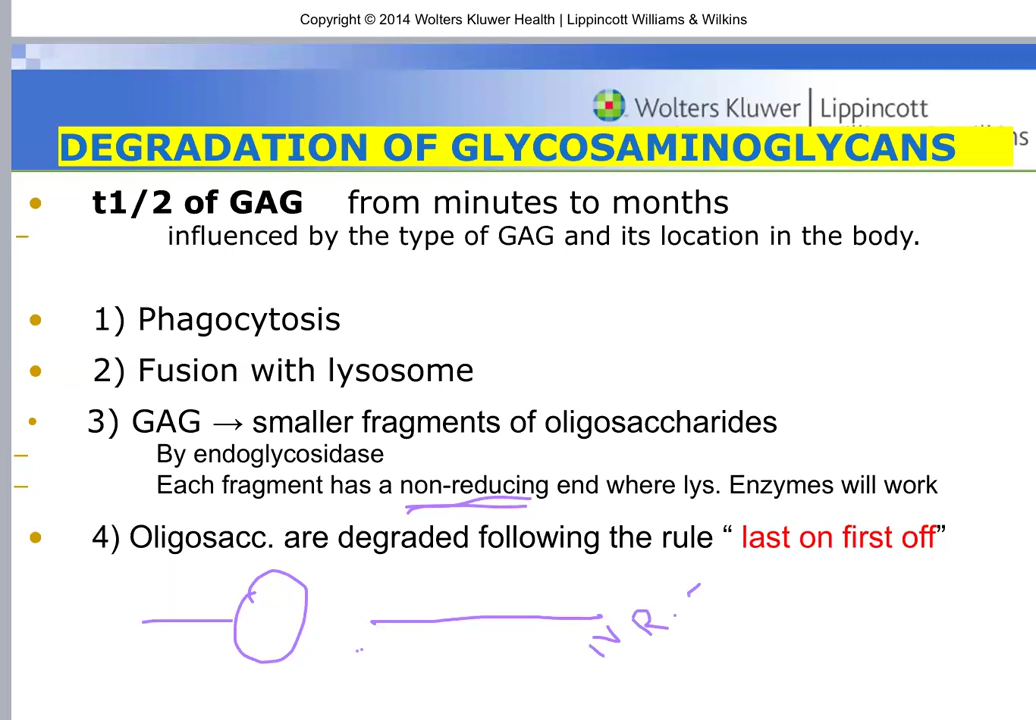 Copyright © 2014 Wolters Kluwer Health | Lippincott Williams & Wilkins
Wolters Kluwer | Lippincott
DEGRADATION OF GLYCOSAMINOGLYCANS
• t1/2 of GAG from minutes to months
– influenced by the type of GAG and its location in the body.
• 1) Phagocytosis
• 2) Fusion with lysosome
• 3) GAG → smaller fragments of oligosaccharides
– By endoglycosidase
– Each fragment has a non-reducing end where lys. Enzymes will work
• 4) Oligosacc. are degraded following the rule “ last on first off”
N R.